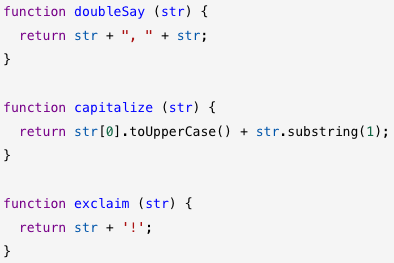 function doubleSay (str) {
  return str + ", " + str;
}

function capitalize (str) {
  return str[0].toUpperCase() + str.substring(1);
}

function exclaim (str) {
  return str + '!';
}